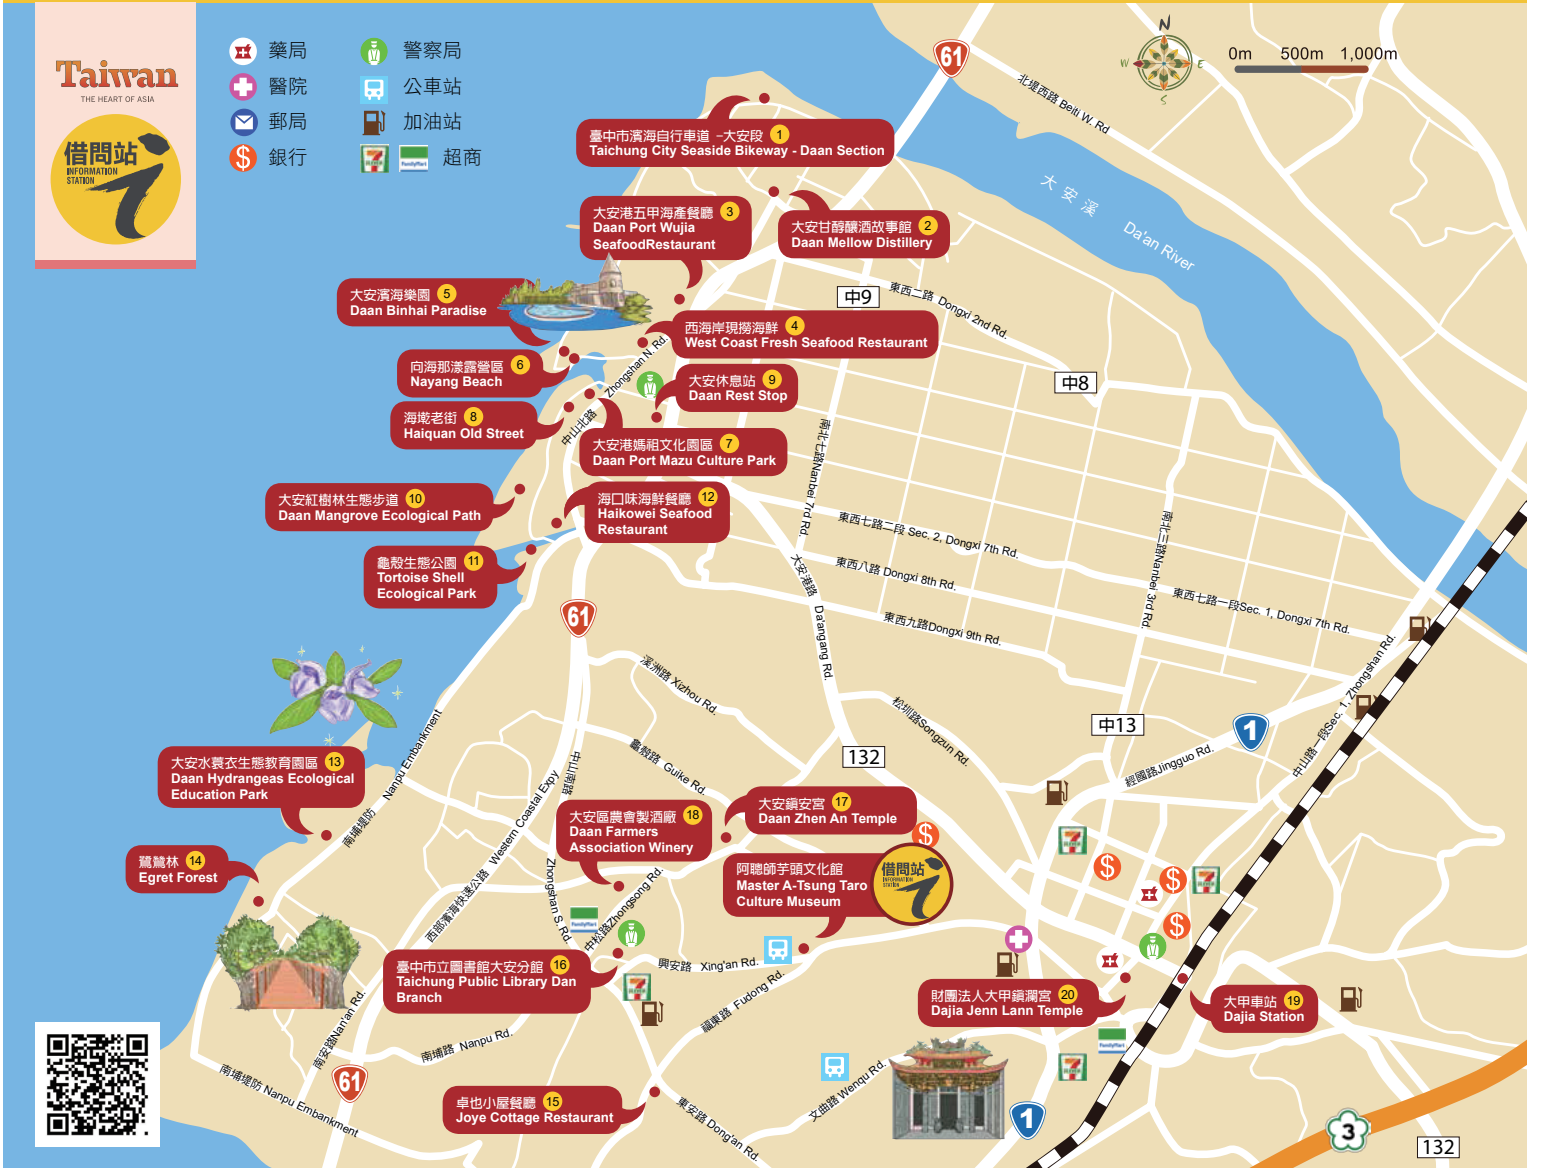 Taiwan
THE HEART OF ASIA
借問站
INFORMATION
STATION
藥局
醫院
郵局
銀行
警察局
公車站
加油站
超商
N
W
E
S
0m 500m 1,000m
61
北堤西路 Beiti W. Rd
大安溪 Da'an River
臺中市濱海自行車道 –大安段 1
Taichung City Seaside Bikeway - Daan Section
大安甘醇釀酒故事館 2
Daan Mellow Distillery
大安港五甲海產餐廳 3
Daan Port Wujia
SeafoodRestaurant
西海岸現撈海鮮 4
West Coast Fresh Seafood Restaurant
大安濱海樂園 5
Daan Binhai Paradise
向海那漾露營區 6
Nayang Beach
大安港媽祖文化園區 7
Daan Port Mazu Culture Park
海墘老街 8
Haiquan Old Street
大安休息站 9
Daan Rest Stop
大安紅樹林生態步道 10
Daan Mangrove Ecological Path
龜殼生態公園 11
Tortoise Shell
Ecological Park
海口味海鮮餐廳 12
Haikowei Seafood
Restaurant
中9
東西二路 Dongxi 2nd Rd.
中8
中山北路 Zhongshan N. Rd.
南北七路Nanbei 7rd Rd.
東西七路二段 Sec. 2, Dongxi 7th Rd.
東西八路 Dongxi 8th Rd.
東西九路Dongxi 9th Rd.
南北三路Nanbei 3rd Rd.
東西七路一段Sec. 1, Dongxi 7th Rd.
大安港路 Da'angang Rd.
61
溪洲路 Xizhou Rd.
松圳路Songzun Rd.
中13
1
132
經國路Jingguo Rd.
中山路一段Sec. 1, Zhongshan Rd.
龜殼路 Guike Rd.
中山南路 Zhongshan S. Rd.
西部濱海快速公路 Western Coastal Expy
南埔堤防 Nanpu Embankment
大安水蓑衣生態教育園區 13
Daan Hydrangeas Ecological
Education Park
鷺鷥林 14
Egret Forest
大安區農會製酒廠 18
Daan Farmers
Association Winery
大安鎮安宮 17
Daan Zhen An Temple
阿聰師芋頭文化館
Master A-Tsung Taro
Culture Museum
借問站
INFORMATION
STATION
中松路Zhongsong Rd.
臺中市立圖書館大安分館 16
Taichung Public Library Dan
Branch
興安路 Xing'an Rd.
福東路 Fudong Rd.
財團法人大甲鎮瀾宮 20
Dajia Jenn Lann Temple
大甲車站 19
Dajia Station
南安路Nan'an Rd.
南埔路 Nanpu Rd.
南埔堤防 Nanpu Embankment
61
卓也小屋餐廳 15
Joye Cottage Restaurant
東安路 Dong'an Rd.
文曲路 Wenqu Rd.
1
3
132